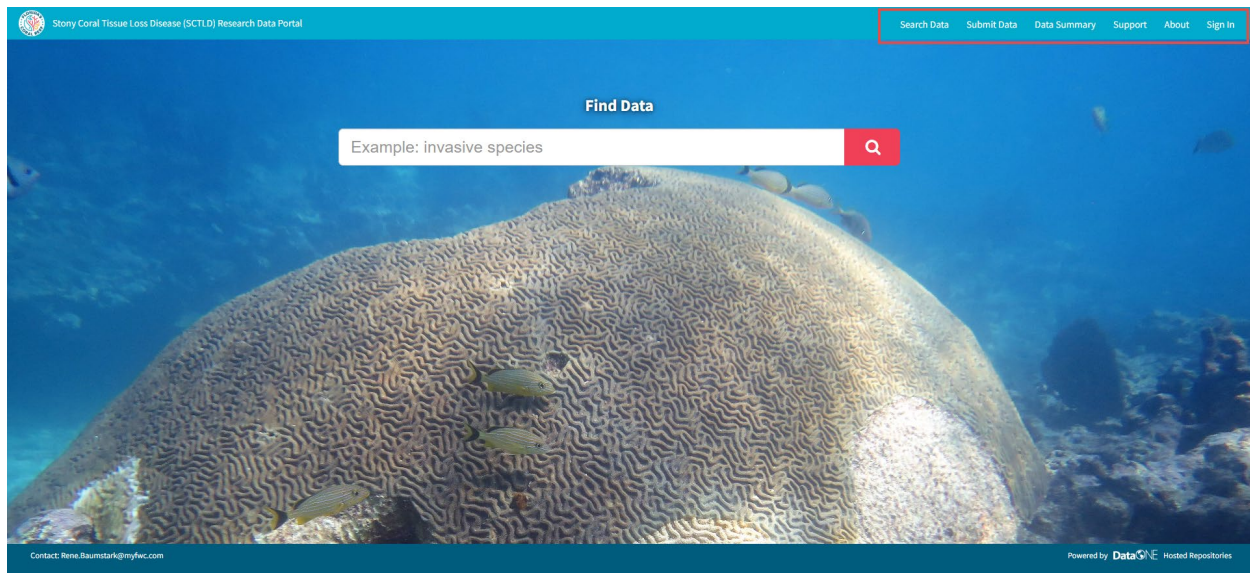 Stony Coral Tissue Loss Disease (SCTLD) Research Data Portal
Search Data Submit Data Data Summary Support About Sign In
Find Data
Example: invasive species
Contact: Rene.Baumstark@myfwc.com
Powered by DataONE Hosted Repositories